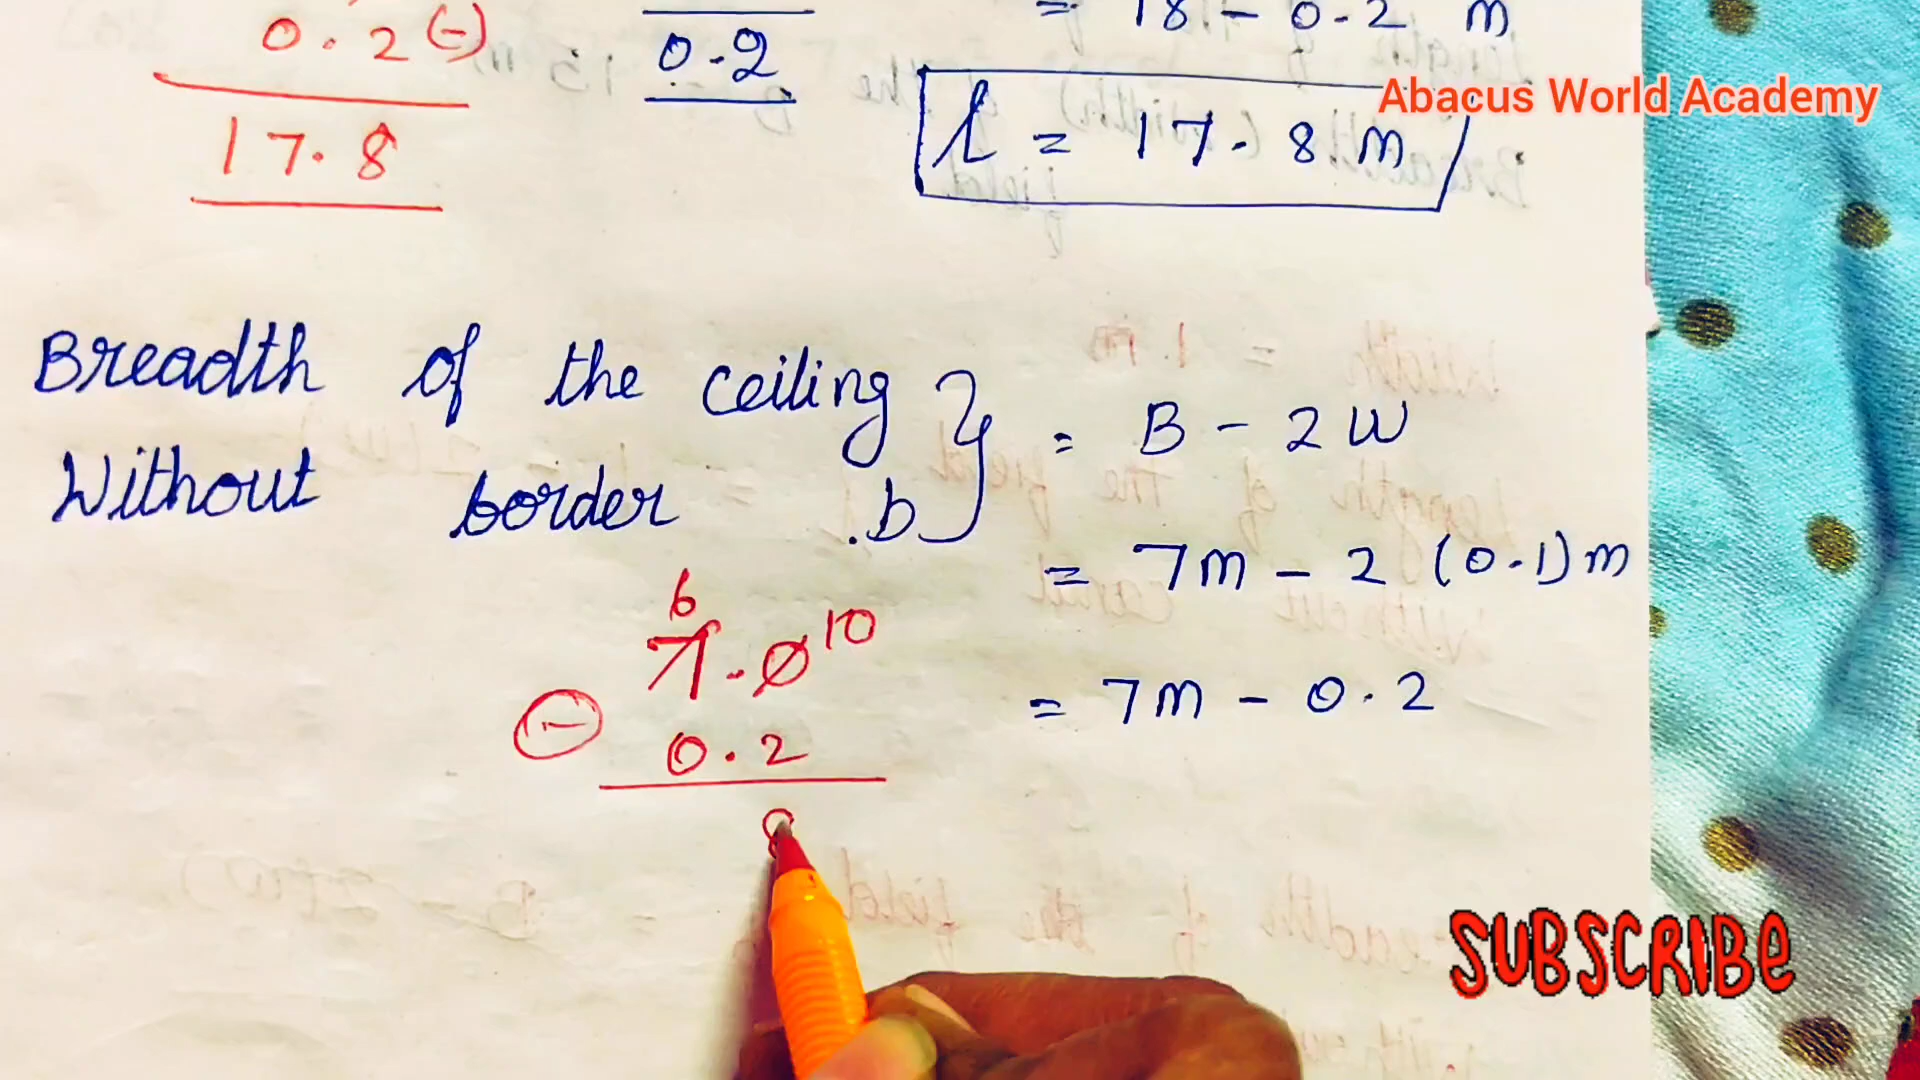 0.2 (-)
17.8
0.2
= 18 - 0.2 m
l = 17.8 m
Abacus World Academy
Breadth of the ceiling
Without border .b } = B - 2W
= 7m - 2 (0.1)m
= 7m - 0.2
6
7.0 10
(-) 0.2
8
SUBSCRIBE